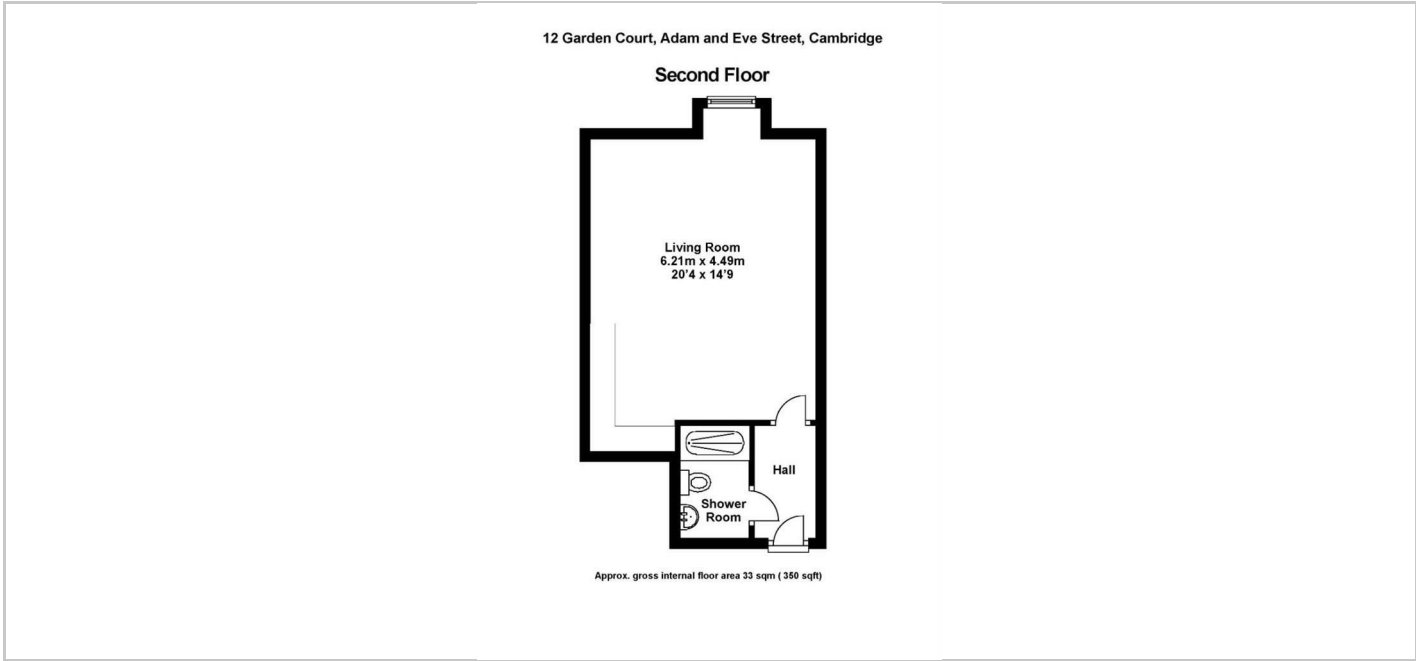 12 Garden Court, Adam and Eve Street, Cambridge
Second Floor
Living Room
6.21m x 4.49m
20'4 x 14'9
Hall
Shower
Room
Approx. gross internal floor area 33 sqm ( 350 sqft)